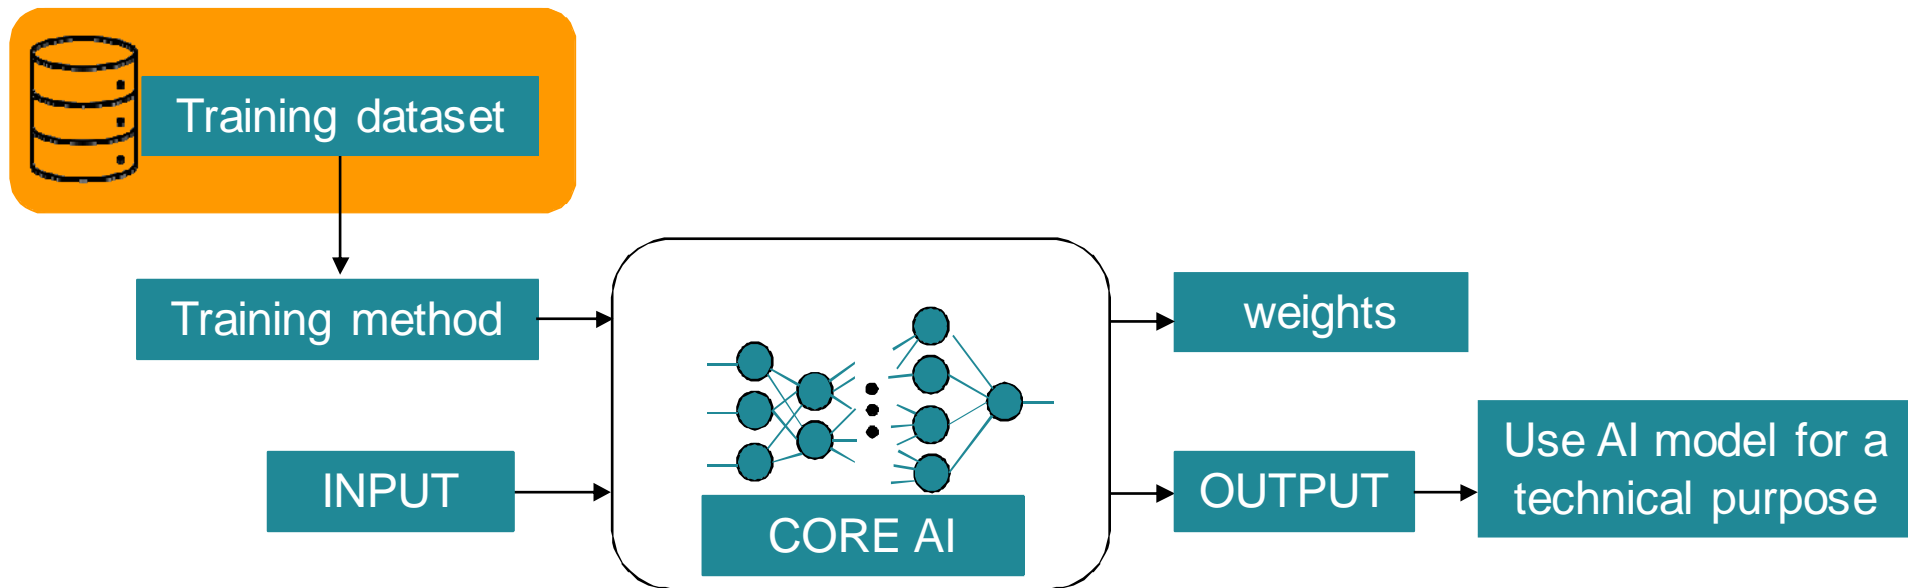 Training dataset
Training method
weights
INPUT
CORE AI
OUTPUT
Use AI model for a
technical purpose